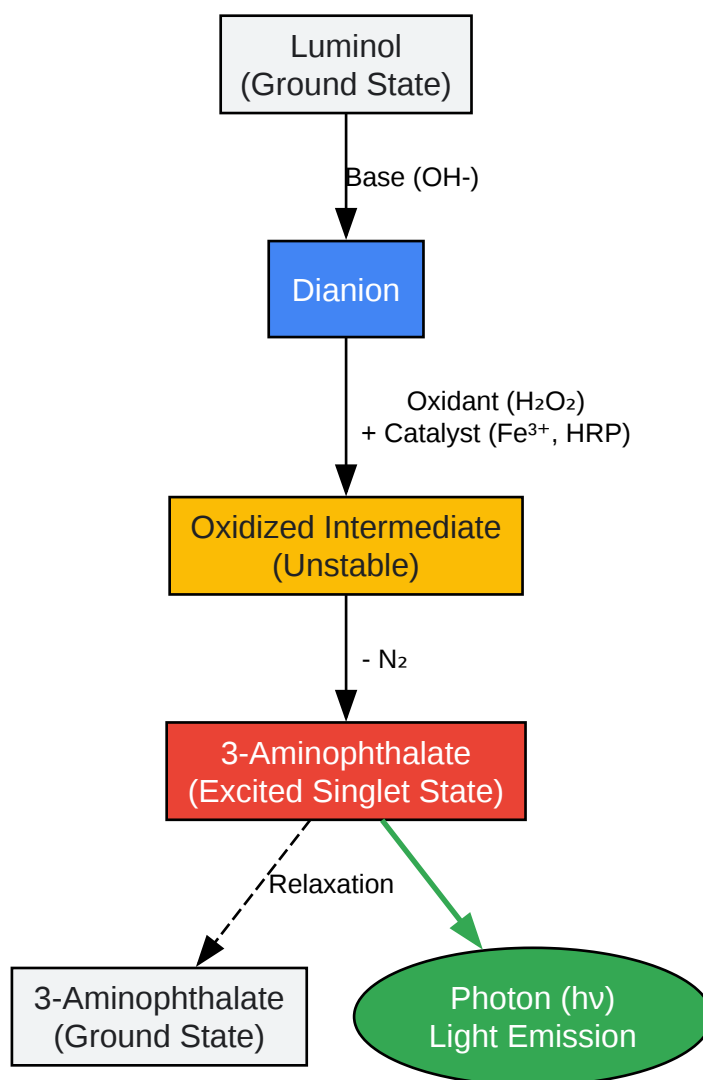 Luminol
(Ground State)
Base (OH-)
Dianion
Oxidant (H₂O₂)
+ Catalyst (Fe³⁺, HRP)
Oxidized Intermediate
(Unstable)
- N₂
3-Aminophthalate
(Excited Singlet State)
Relaxation
3-Aminophthalate
(Ground State)
Photon (hν)
Light Emission